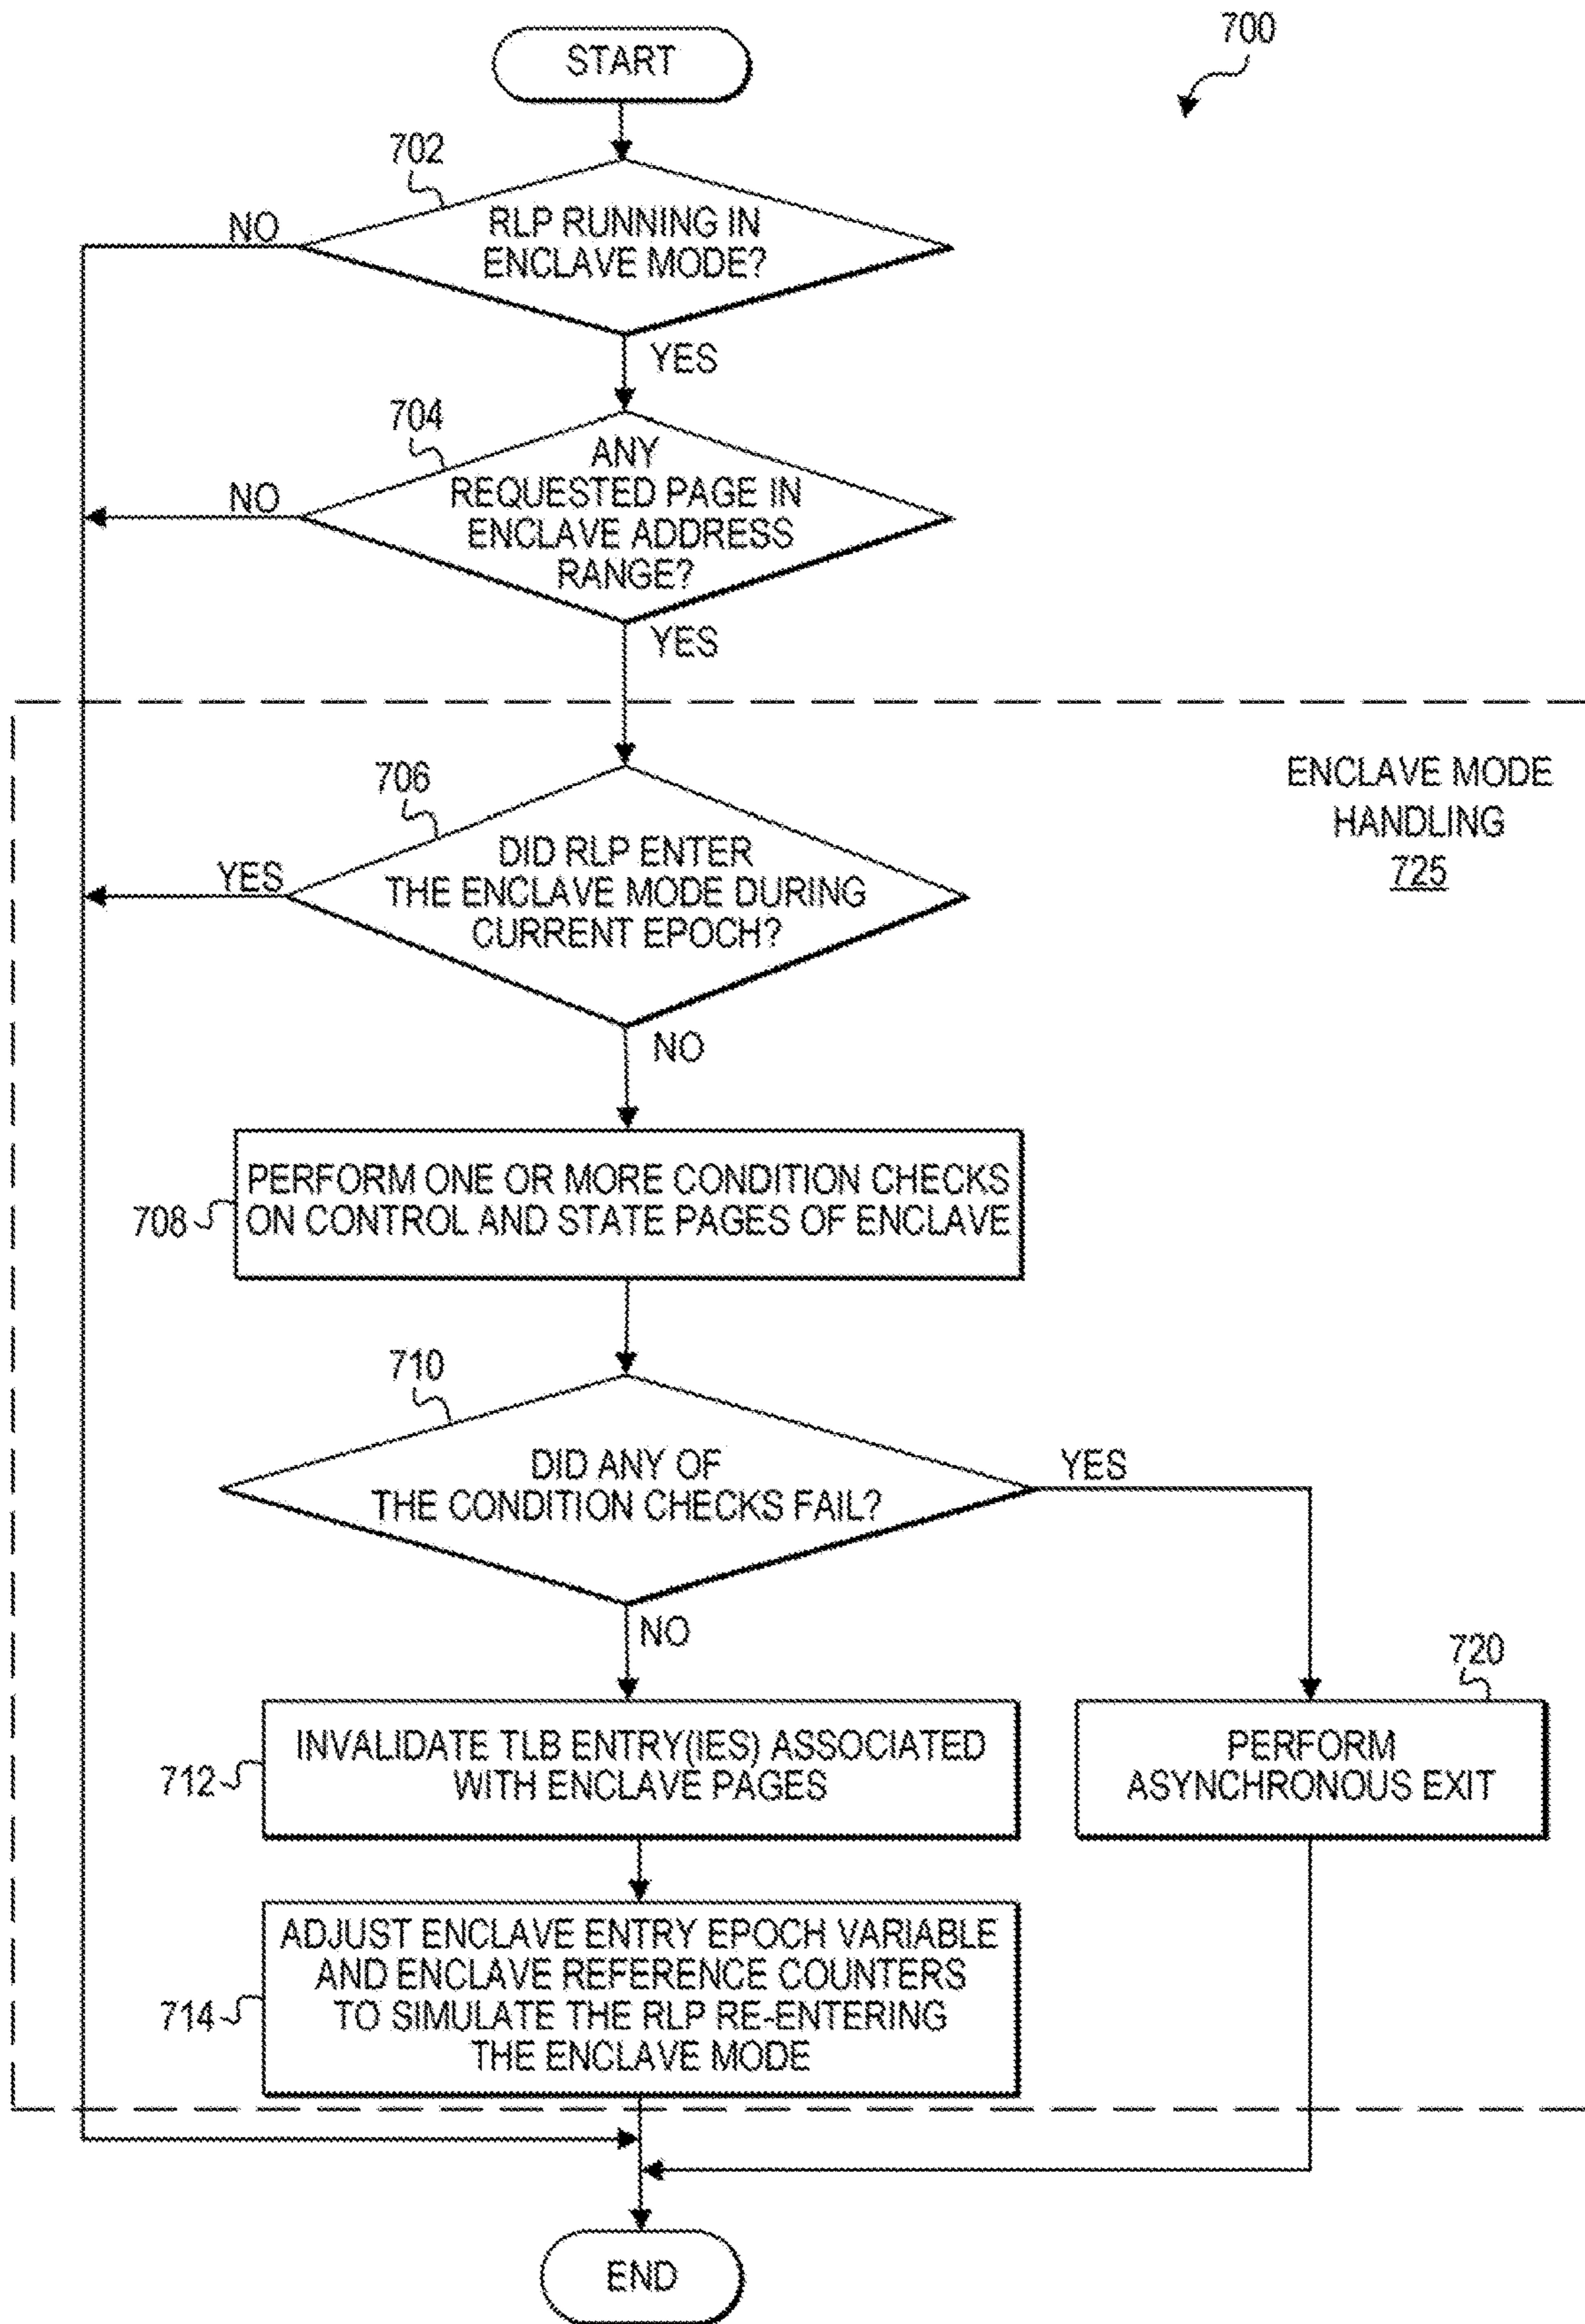 700
START
702
NO
RLP RUNNING IN
ENCLAVE MODE?
YES
704
NO
ANY
REQUESTED PAGE IN
ENCLAVE ADDRESS
RANGE?
YES
ENCLAVE MODE
HANDLING
725
706
YES
DID RLP ENTER
THE ENCLAVE MODE DURING
CURRENT EPOCH?
NO
708
PERFORM ONE OR MORE CONDITION CHECKS
ON CONTROL AND STATE PAGES OF ENCLAVE
710
DID ANY OF
THE CONDITION CHECKS FAIL?
YES
NO
712
INVALIDATE TLB ENTRY(IES) ASSOCIATED
WITH ENCLAVE PAGES
720
PERFORM
ASYNCHRONOUS EXIT
714
ADJUST ENCLAVE ENTRY EPOCH VARIABLE
AND ENCLAVE REFERENCE COUNTERS
TO SIMULATE THE RLP RE-ENTERING
THE ENCLAVE MODE
END